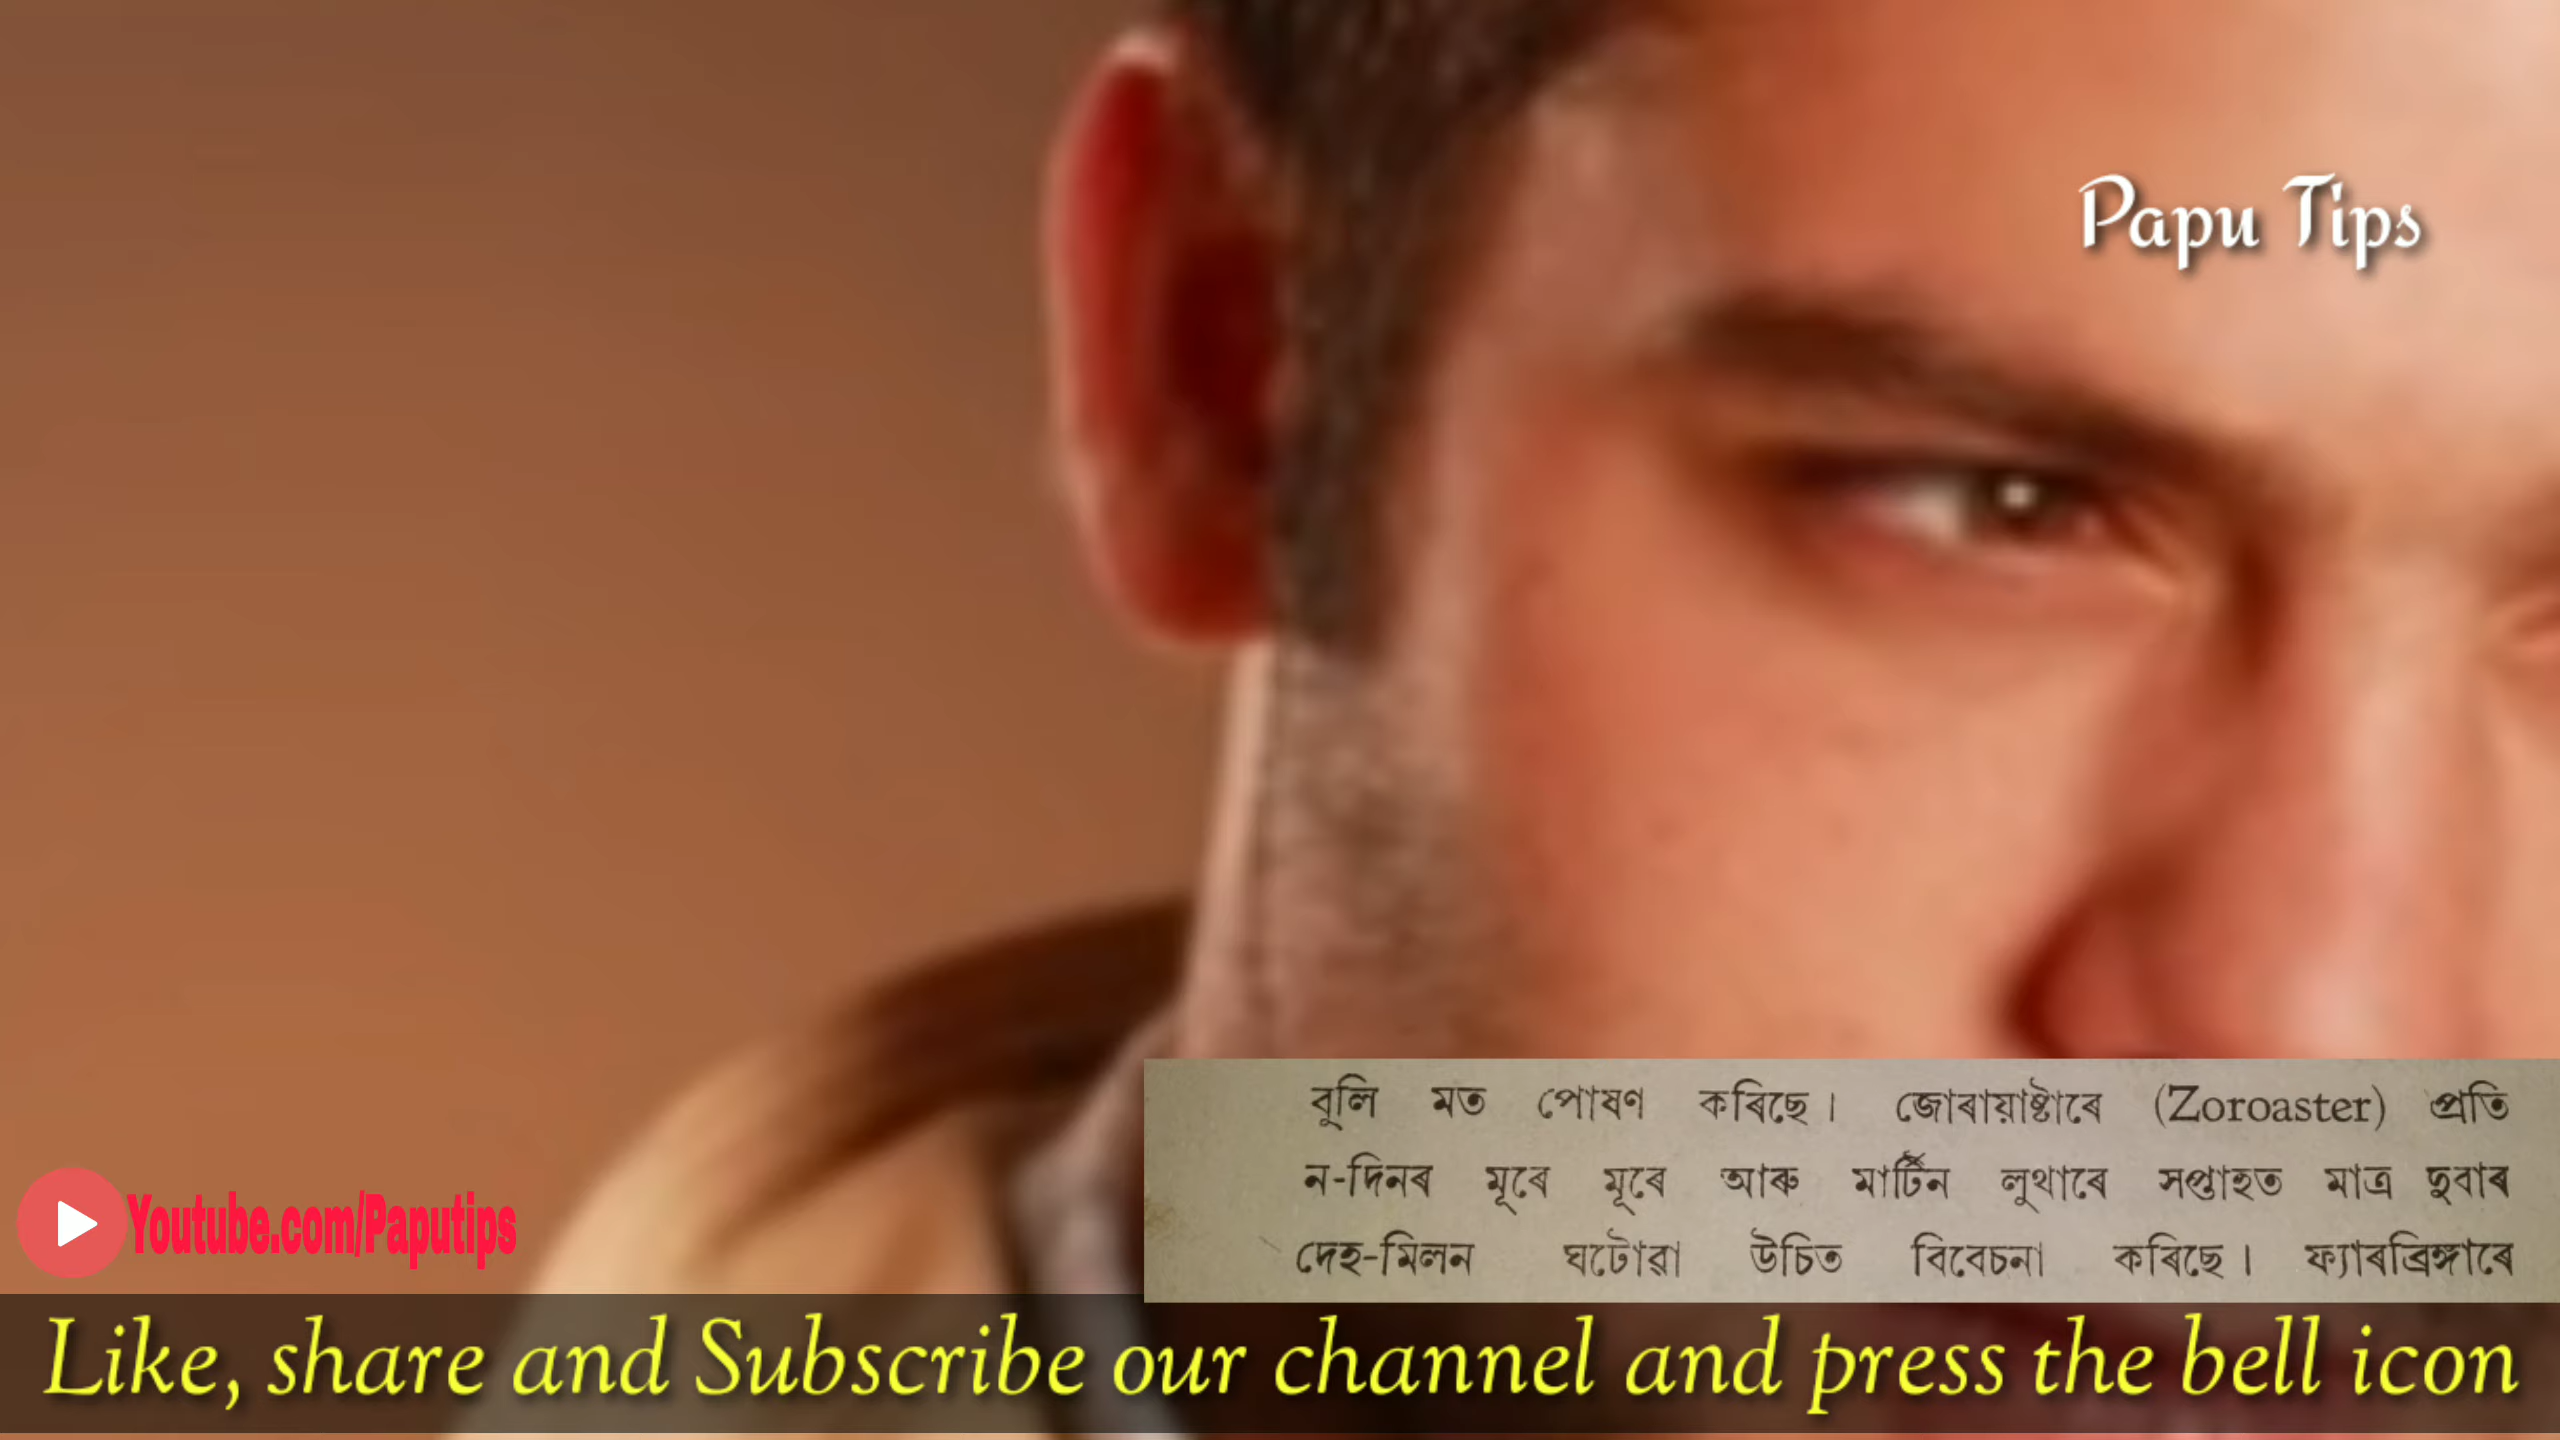 Papu Tips
বুলি মত পোষণ কৰিছে। জোৰায়াষ্টাৰে (Zoroaster) প্ৰতি
ন-দিনৰ মূৰে মূৰে আৰু মাৰ্টিন লুথাৰে সপ্তাহত মাত্ৰ দুবাৰ
দেহ-মিলন ঘটোৱা উচিত বিবেচনা কৰিছে। ফ্যাৰব্ৰিঙ্গাৰে
Youtube.com/Paputips
Like, share and Subscribe our channel and press the bell icon